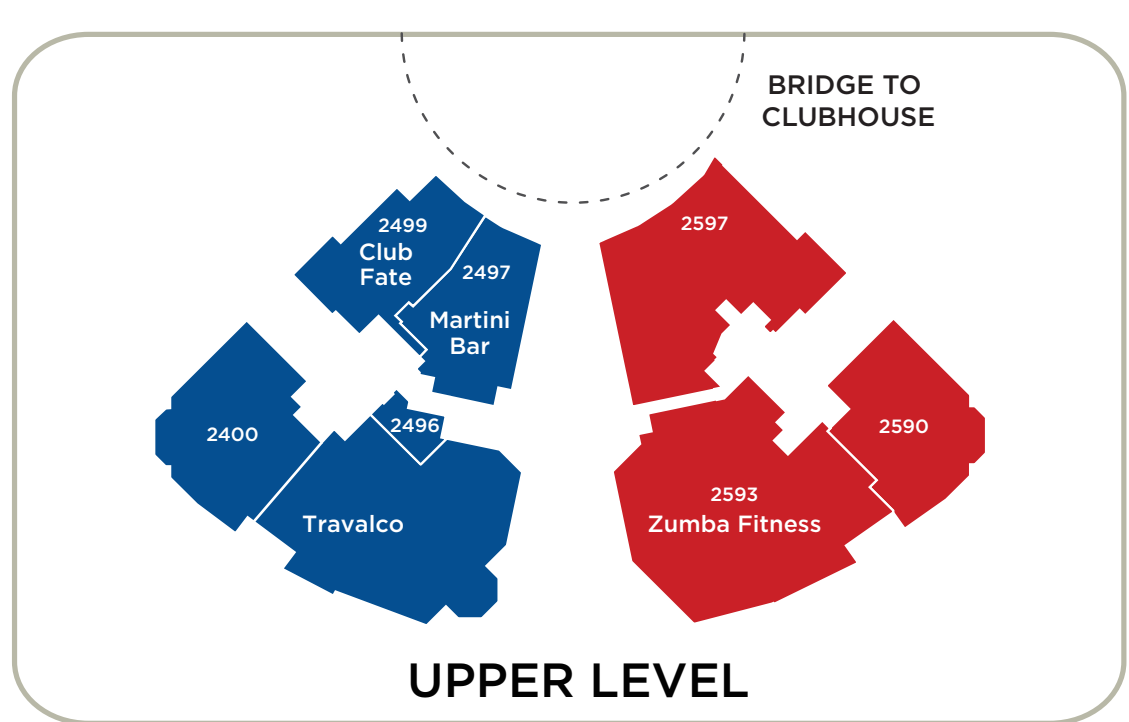 BRIDGE TO
CLUBHOUSE
2499
Club
Fate
2497
Martini
Bar
2597
2400
2496
Travalco
2590
2593
Zumba Fitness
UPPER LEVEL